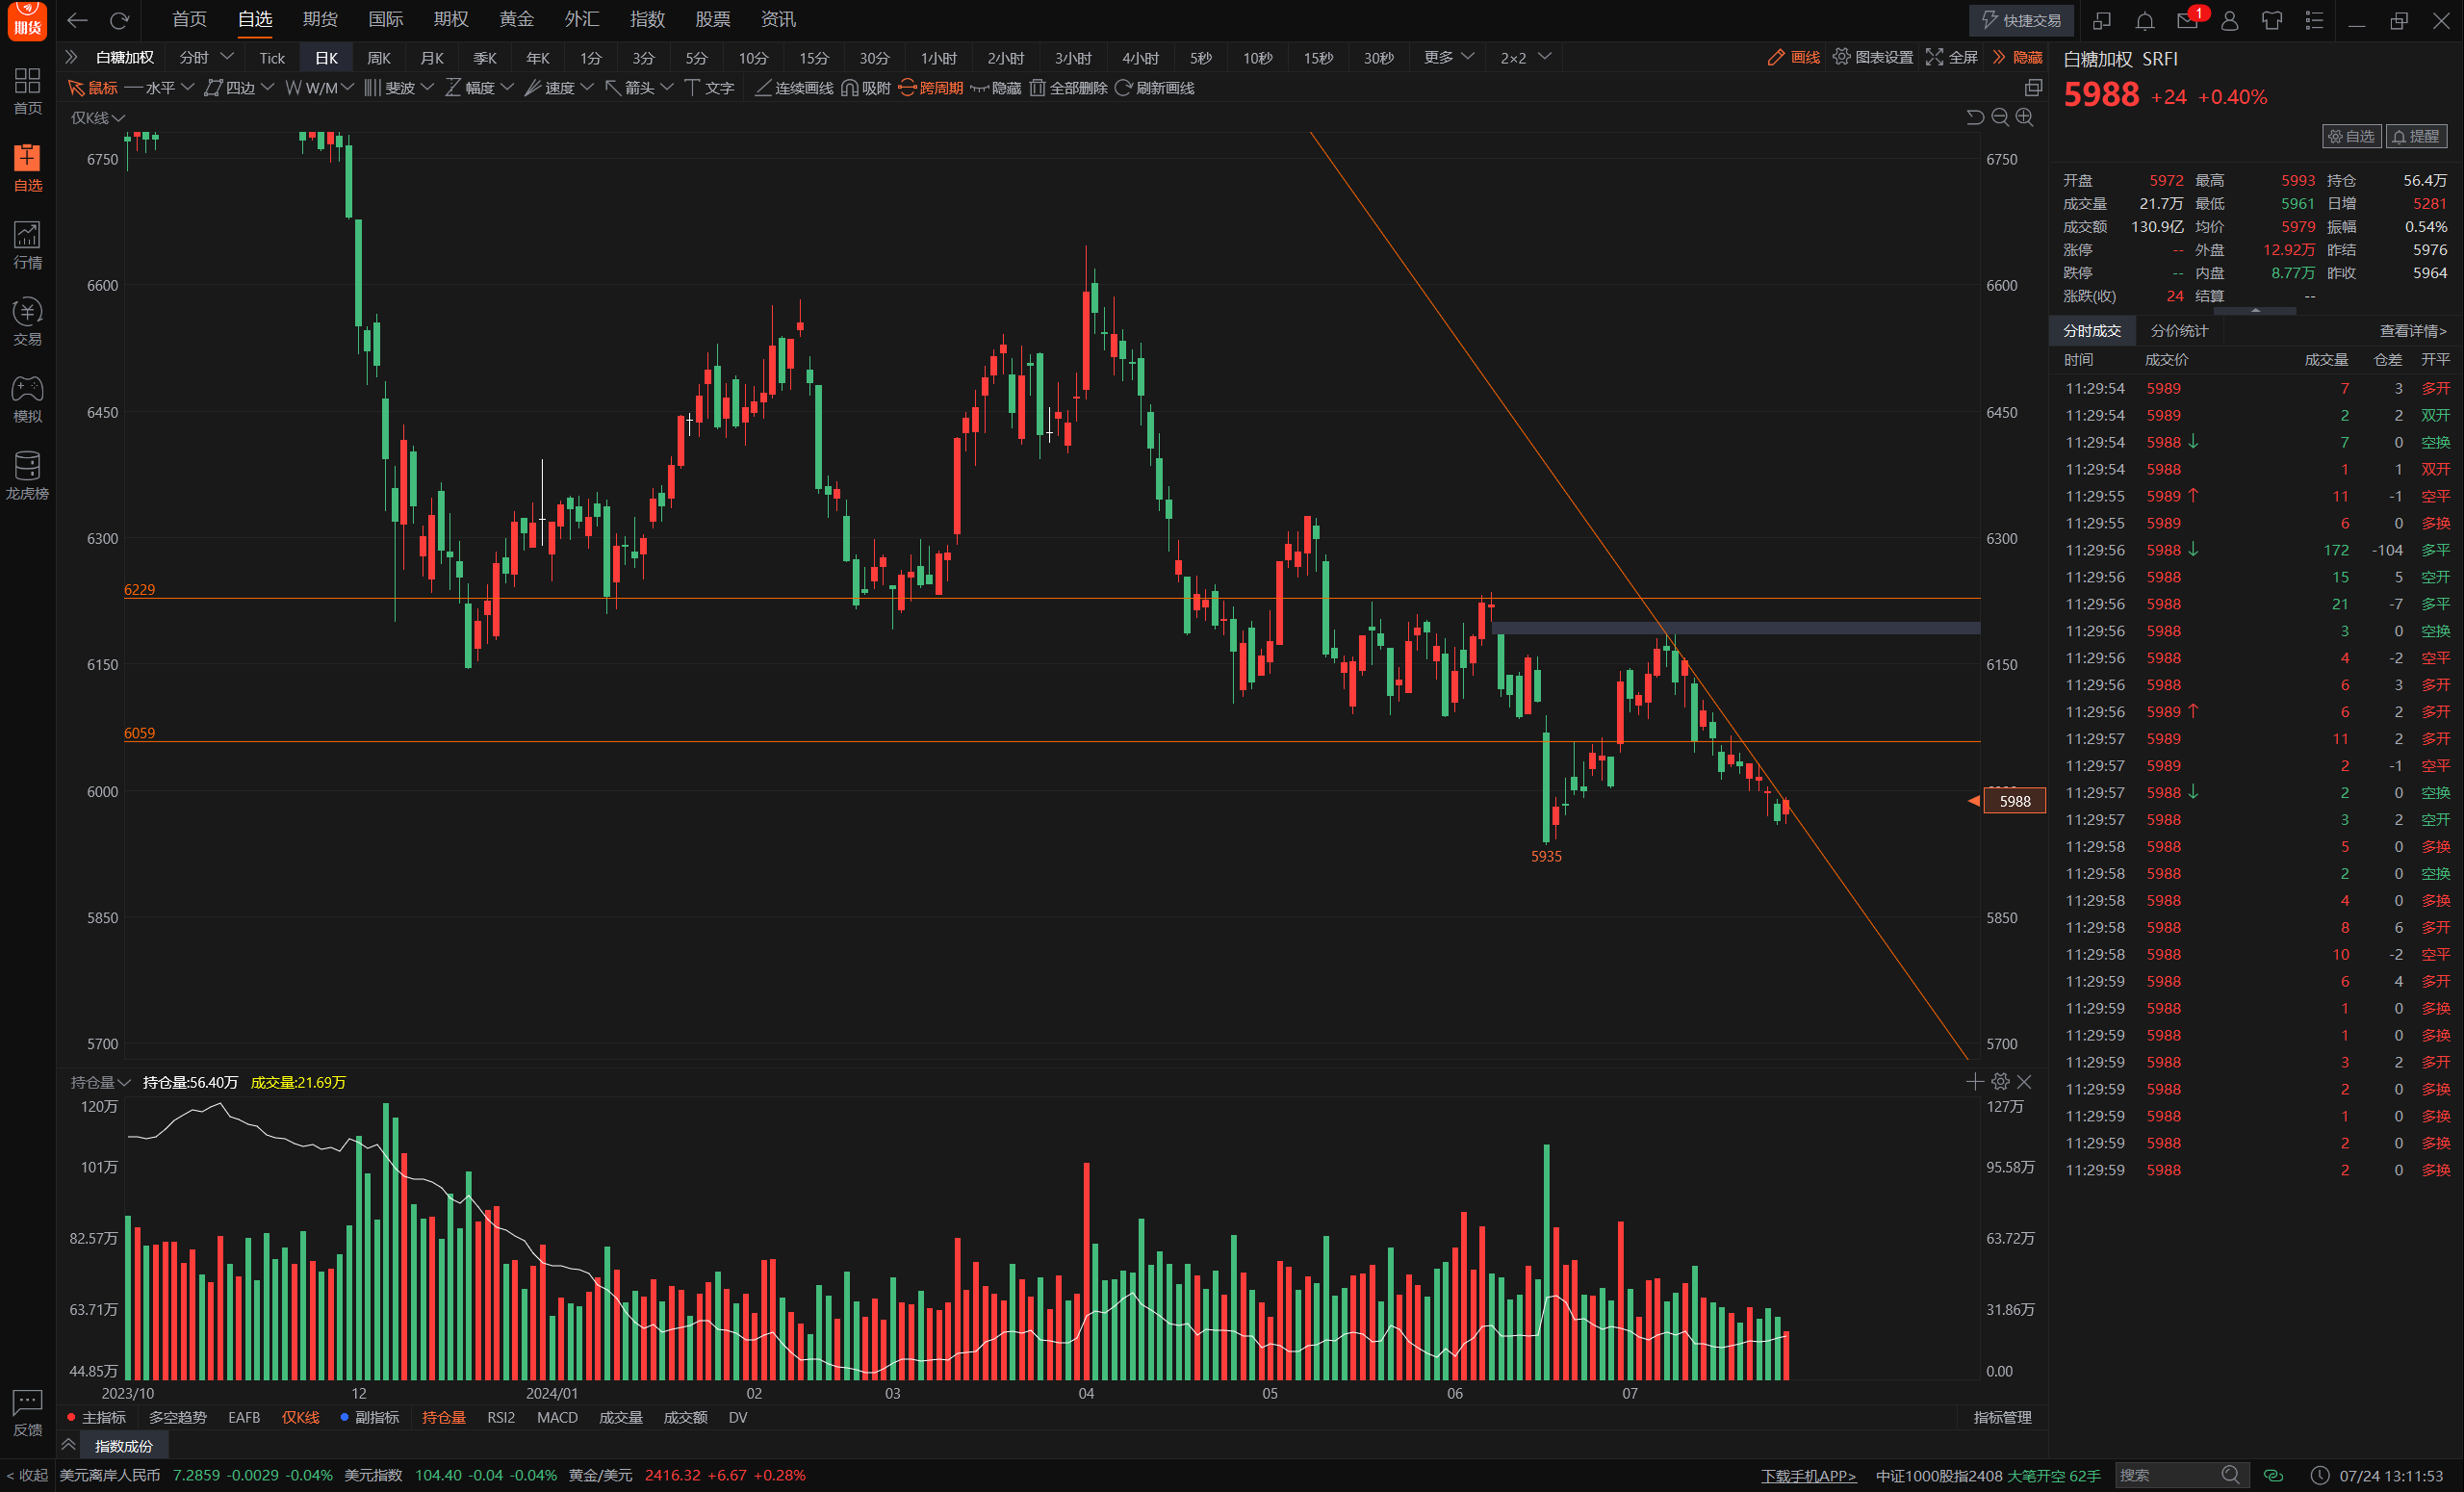 期货
首页 自选 期货 国际 期权 黄金 外汇 指数 股票 资讯
快捷交易 1
首页
自选
行情
交易
模拟
龙虎榜
反馈
< 收起
白糖加权 分时 Tick 日K 周K 月K 季K 年K 1分 3分 5分 10分 15分 30分 1小时 2小时 3小时 4小时 5秒 10秒 15秒 30秒 更多 2×2 画线 图表设置 全屏 隐藏
鼠标 水平 四边 W/M 斐波 幅度 速度 箭头 文字 连续画线 吸附 跨周期 隐藏 全部删除 刷新画线
仅K线
6750 6750
6600 6600
6450 6450
6300 6300
6229
6150 6150
6059
6000
5988
5935
5850 5850
5700 5700
持仓量 持仓量:56.40万 成交量:21.69万
120万 127万
101万 95.58万
82.57万 63.72万
63.71万 31.86万
44.85万 0.00
2023/10 12 2024/01 02 03 04 05 06 07
主指标 多空趋势 EAFB 仅K线 副指标 持仓量 RSI2 MACD 成交量 成交额 DV 指标管理
指数成份
白糖加权 SRFI
5988 +24 +0.40%
自选 提醒
开盘 5972 最高 5993 持仓 56.4万
成交量 21.7万 最低 5961 日增 5281
成交额 130.9亿 均价 5979 振幅 0.54%
涨停 -- 外盘 12.92万 昨结 5976
跌停 -- 内盘 8.77万 昨收 5964
涨跌(收) 24 结算 --
分时成交 分价统计 查看详情>
时间 成交价 成交量 仓差 开平
11:29:54 5989 7 3 多开
11:29:54 5989 2 2 双开
11:29:54 5988↓ 7 0 空换
11:29:54 5988 1 1 双开
11:29:55 5989↑ 11 -1 空平
11:29:55 5989 6 0 多换
11:29:56 5988↓ 172 -104 多平
11:29:56 5988 15 5 空开
11:29:56 5988 21 -7 多平
11:29:56 5988 3 0 空换
11:29:56 5988 4 -2 空平
11:29:56 5988 6 3 多开
11:29:56 5989↑ 6 2 多开
11:29:57 5989 11 2 多开
11:29:57 5989 2 -1 空平
11:29:57 5988↓ 2 0 空换
11:29:57 5988 3 2 空开
11:29:58 5988 5 0 多换
11:29:58 5988 2 0 空换
11:29:58 5988 4 0 多换
11:29:58 5988 8 6 多开
11:29:58 5988 10 -2 空平
11:29:59 5988 6 4 多开
11:29:59 5988 1 0 多换
11:29:59 5988 1 0 多换
11:29:59 5988 3 2 多开
11:29:59 5988 2 0 多换
11:29:59 5988 1 0 多换
11:29:59 5988 2 0 多换
11:29:59 5988 2 0 多换
美元离岸人民币 7.2859 -0.0029 -0.04% 美元指数 104.40 -0.04 -0.04% 黄金/美元 2416.32 +6.67 +0.28% 下载手机APP> 中证1000股指2408 大笔开空 62手 搜索 07/24 13:11:53